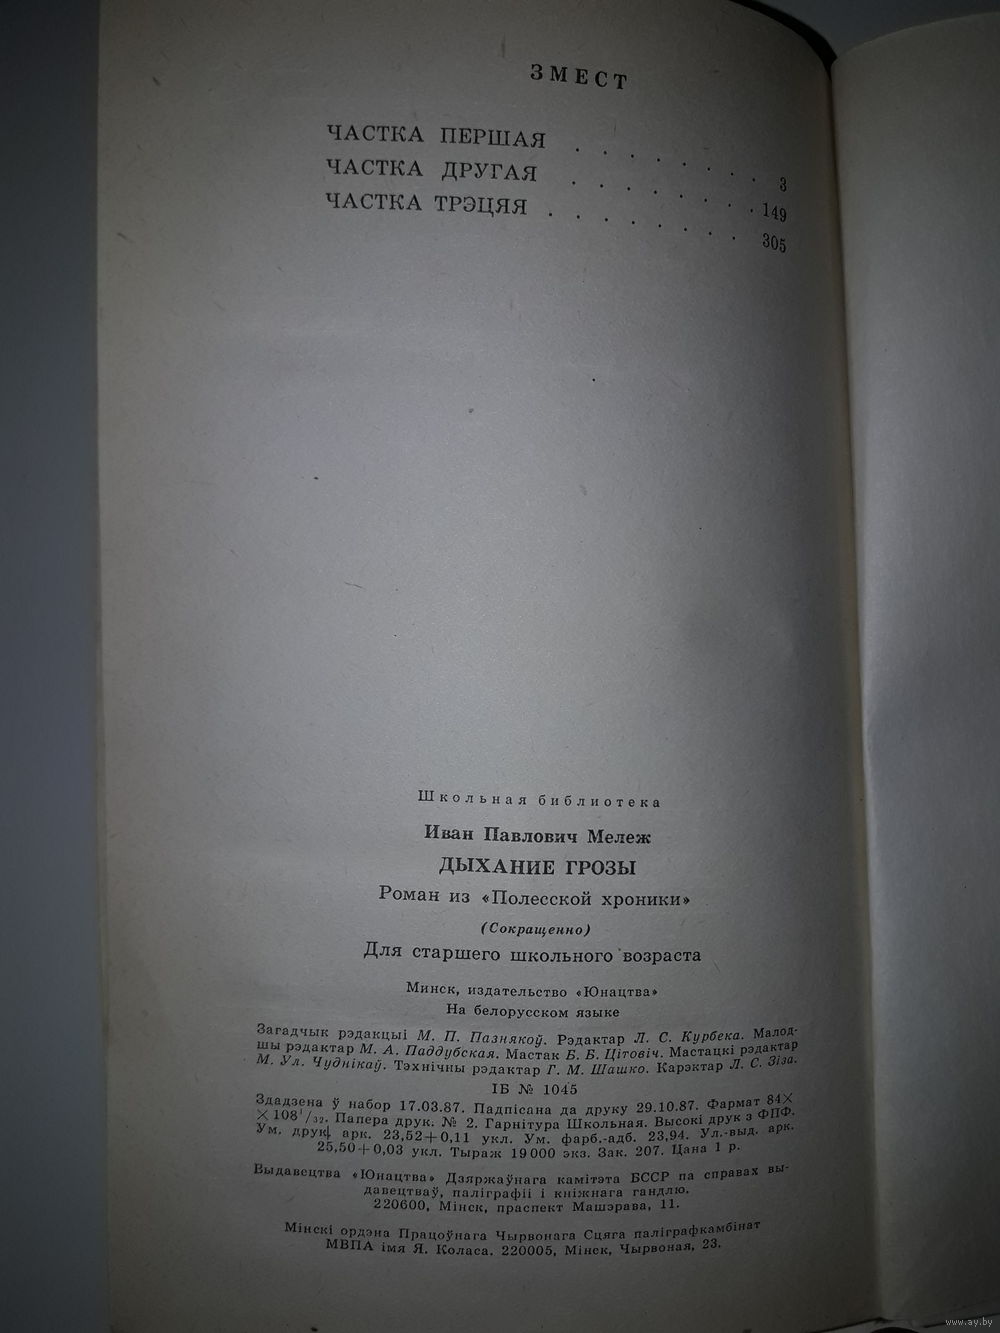 ЗМЕСТ
ЧАСТКА ПЕРШАЯ . . . . . . . . 3
ЧАСТКА ДРУГАЯ . . . . . . . . 149
ЧАСТКА ТРЭЦЯЯ . . . . . . . . 305
Школьная библиотека
Иван Павлович Мележ
ДЫХАНИЕ ГРОЗЫ
Роман из «Полесской хроники»
(Сокращенно)
Для старшего школьного возраста
Минск, издательство «Юнацтва»
На белорусском языке
Загадчык рэдакцыі М. П. Пазнякоў. Рэдактар Л. С. Курбека. Малод-
шы рэдактар М. А. Паддубская. Мастак Б. Б. Цітовіч. Мастацкі рэдактар
М. Ул. Чуднікаў. Тэхнічны рэдактар Г. М. Шашко. Карэктар Л. С. Зіза.
ІБ № 1045
Здадзена ў набор 17.03.87. Падпісана да друку 29.10.87. Фармат 84×
×108 1/32. Папера друк. № 2. Гарнітура Школьная. Высокі друк з ФПФ.
Ум. друк. арк. 23,52+0,11 укл. Ум. фарб.-адб. 23,94. Ул.-выд. арк.
25,50+0,03 укл. Тыраж 19 000 экз. Зак. 207. Цана 1 р.
Выдавецтва «Юнацтва» Дзяржаўнага камітэта БССР па справах вы-
давецтваў, паліграфіі і кніжнага гандлю.
220600, Мінск, праспект Машэрава, 11.
Мінскі ордэна Працоўнага Чырвонага Сцяга паліграфкамбінат
МВПА імя Я. Коласа. 220005, Мінск, Чырвоная, 23.
www.ay.by